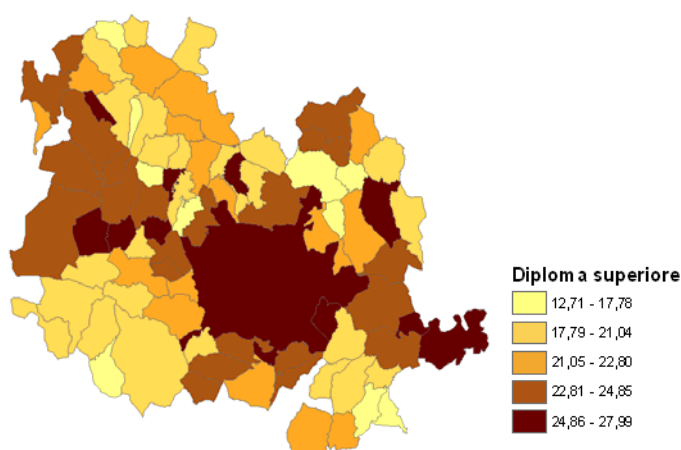 Diploma superiore
12,71 - 17,78
17,79 - 21,04
21,05 - 22,80
22,81 - 24,85
24,86 - 27,99